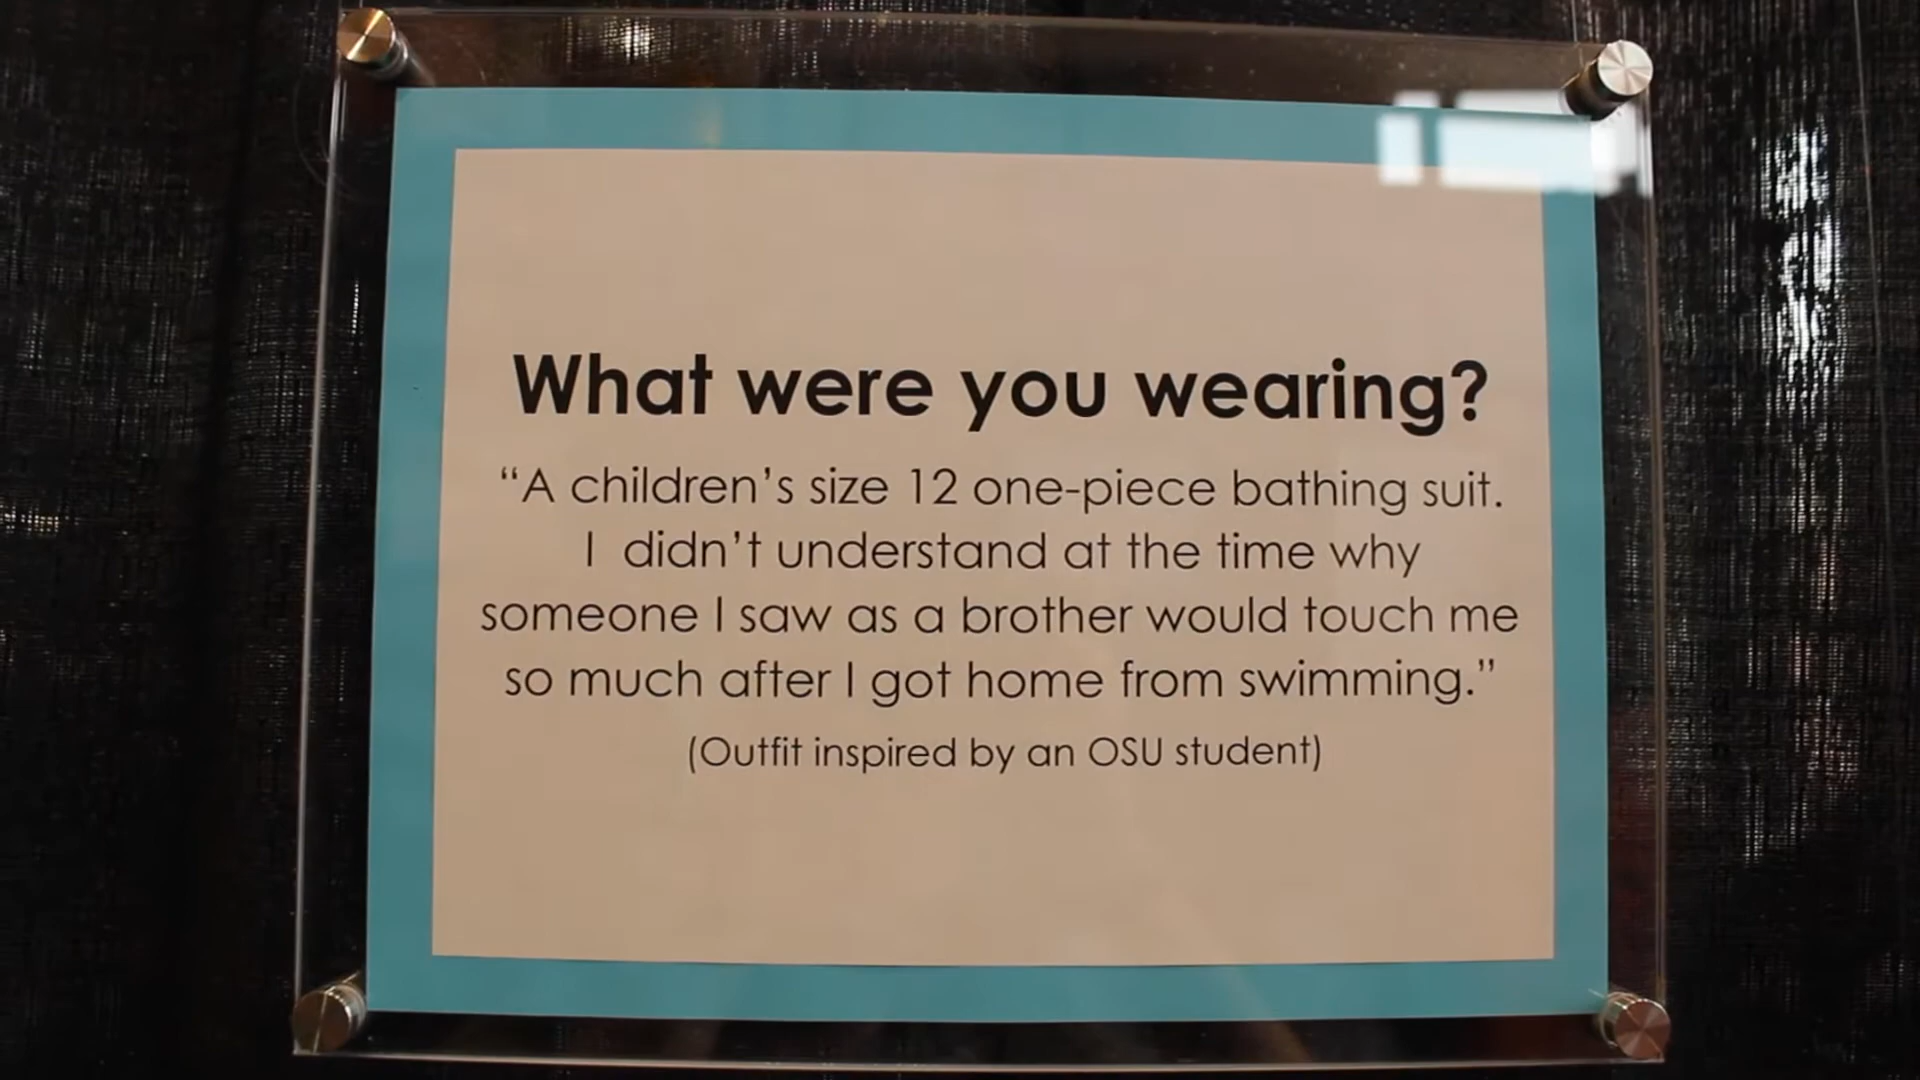 What were you wearing?
“A children’s size 12 one-piece bathing suit.
I didn’t understand at the time why
someone I saw as a brother would touch me
so much after I got home from swimming.”
(Outfit inspired by an OSU student)